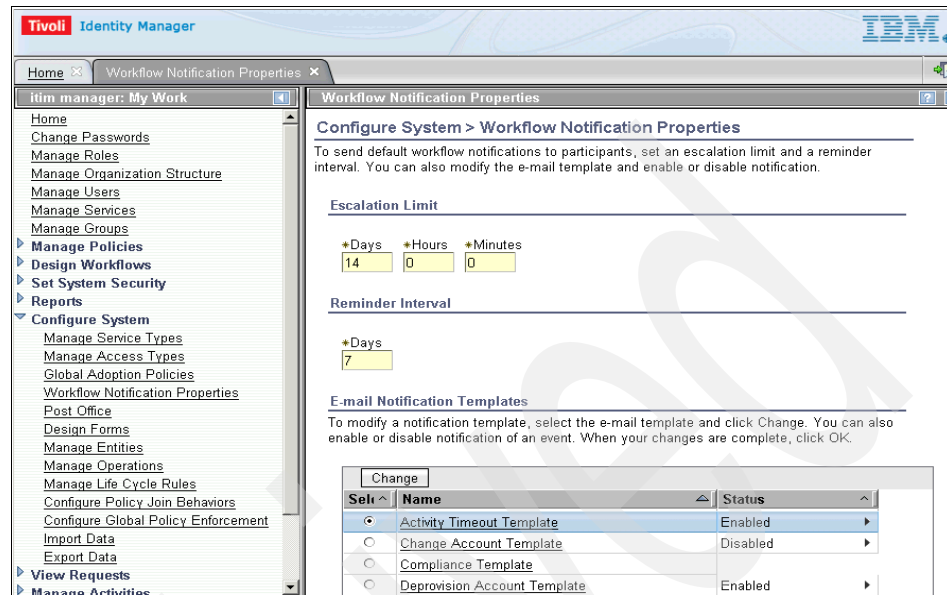 Tivoli Identity Manager
IBM
Home
Workflow Notification Properties
itim manager: My Work
Home
Change Passwords
Manage Roles
Manage Organization Structure
Manage Users
Manage Services
Manage Groups
Manage Policies
Design Workflows
Set System Security
Reports
Configure System
Manage Service Types
Manage Access Types
Global Adoption Policies
Workflow Notification Properties
Post Office
Design Forms
Manage Entities
Manage Operations
Manage Life Cycle Rules
Configure Policy Join Behaviors
Configure Global Policy Enforcement
Import Data
Export Data
View Requests
Manage Activities
Workflow Notification Properties
?
Configure System > Workflow Notification Properties
To send default workflow notifications to participants, set an escalation limit and a reminder
interval. You can also modify the e-mail template and enable or disable notification.
Escalation Limit
*Days *Hours *Minutes
14 0 0
Reminder Interval
*Days
7
E-mail Notification Templates
To modify a notification template, select the e-mail template and click Change. You can also
enable or disable notification of an event. When your changes are complete, click OK.
Change
Sele Name Status
Activity Timeout Template Enabled
Change Account Template Disabled
Compliance Template
Deprovision Account Template Enabled